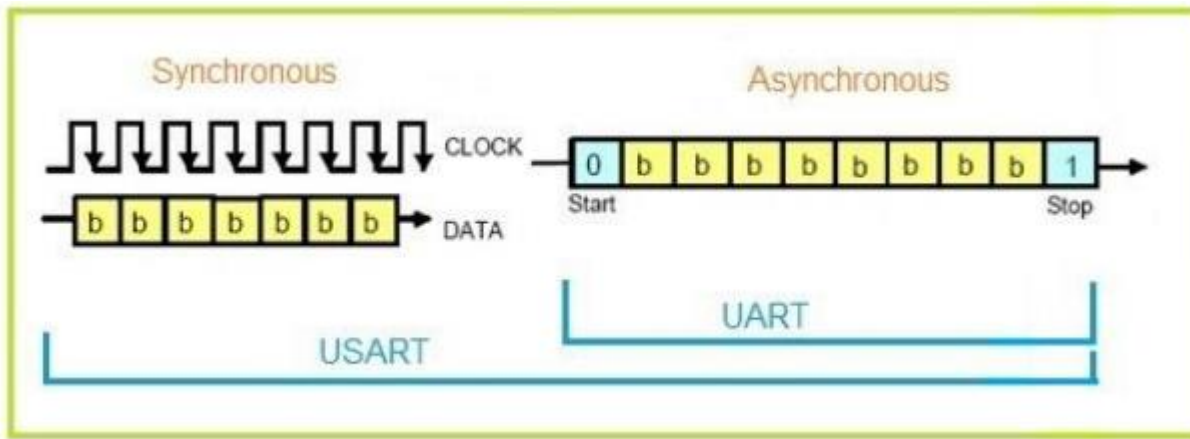 Synchronous
CLOCK
b b b b b b b
DATA
Asynchronous
0 b b b b b b b b 1
Start Stop
UART
USART